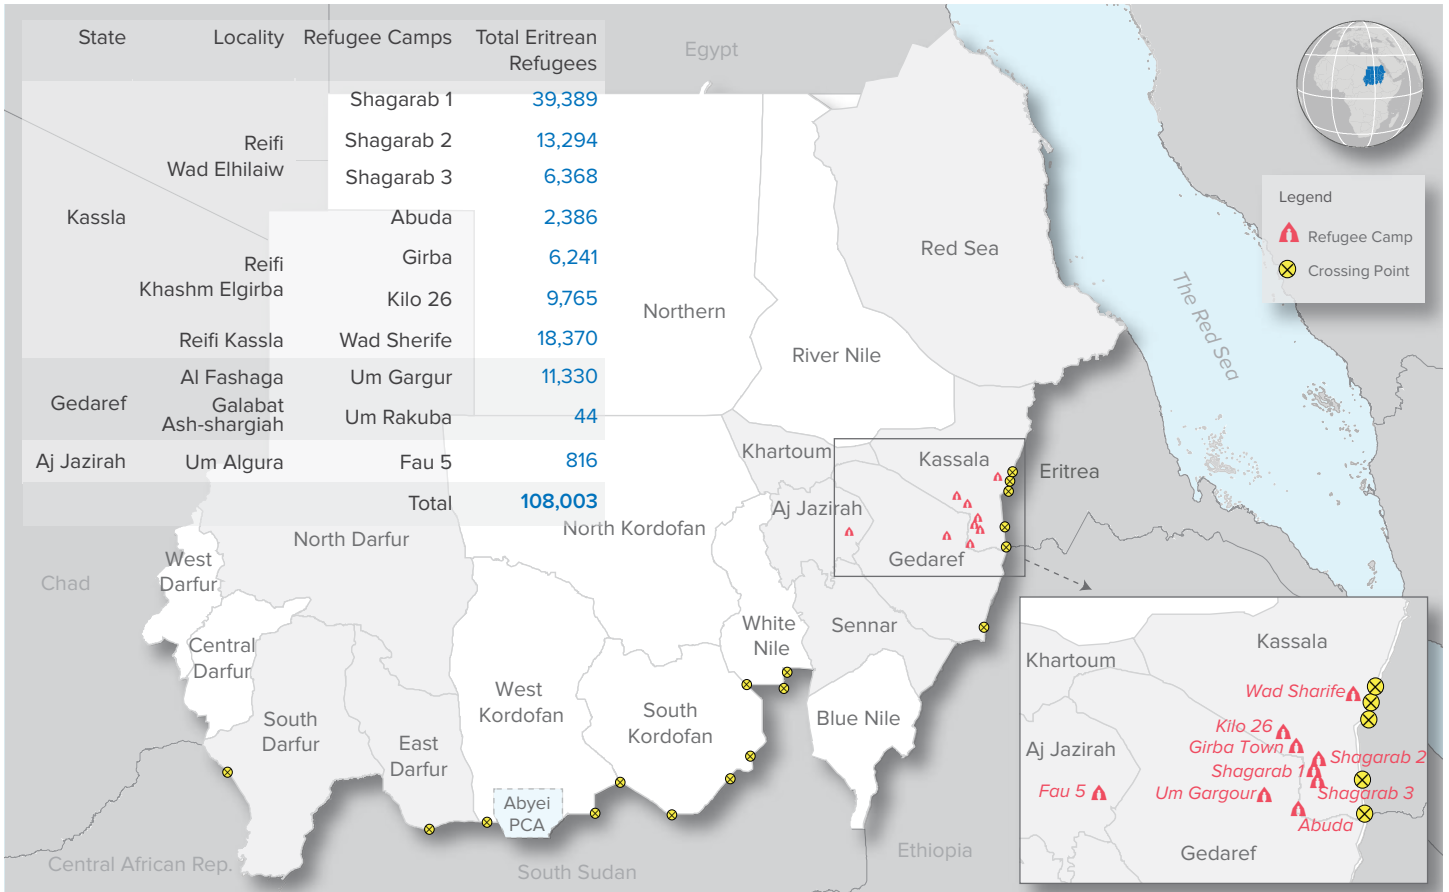 State Locality Refugee Camps Total Eritrean
Refugees
Shagarab 1 39,389
Reifi
Wad Elhilaiw
Shagarab 2 13,294
Shagarab 3 6,368
Kassla
Abuda 2,386
Reifi
Khashm Elgirba
Girba 6,241
Kilo 26 9,765
Reifi Kassla Wad Sherife 18,370
Gedaref
Al Fashaga Um Gargur 11,330
Galabat
Ash-shargiah
Um Rakuba 44
Aj Jazirah Um Algura Fau 5 816
Total 108,003
Egypt
Red Sea
Northern
River Nile
The Red Sea
Legend
Refugee Camp
Crossing Point
Khartoum
Kassala
Eritrea
Aj Jazirah
North Kordofan
North Darfur
Gedaref
West
Darfur
Chad
Central
Darfur
White
Nile
Sennar
West
Kordofan
South
Kordofan
Blue Nile
South
Darfur
East
Darfur
Abyei
PCA
Central African Rep.
South Sudan
Ethiopia
Kassala
Khartoum
Wad Sharife
Kilo 26
Girba Town
Aj Jazirah
Shagarab 2
Shagarab 1
Fau 5
Um Gargour
Shagarab 3
Abuda
Gedaref